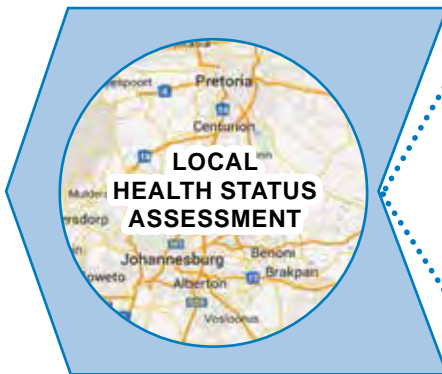 Pretoria
Centurion
LOCAL
HEALTH STATUS
ASSESSMENT
Johannesburg
Benoni
Brakpan
Alberton
Vosloorus